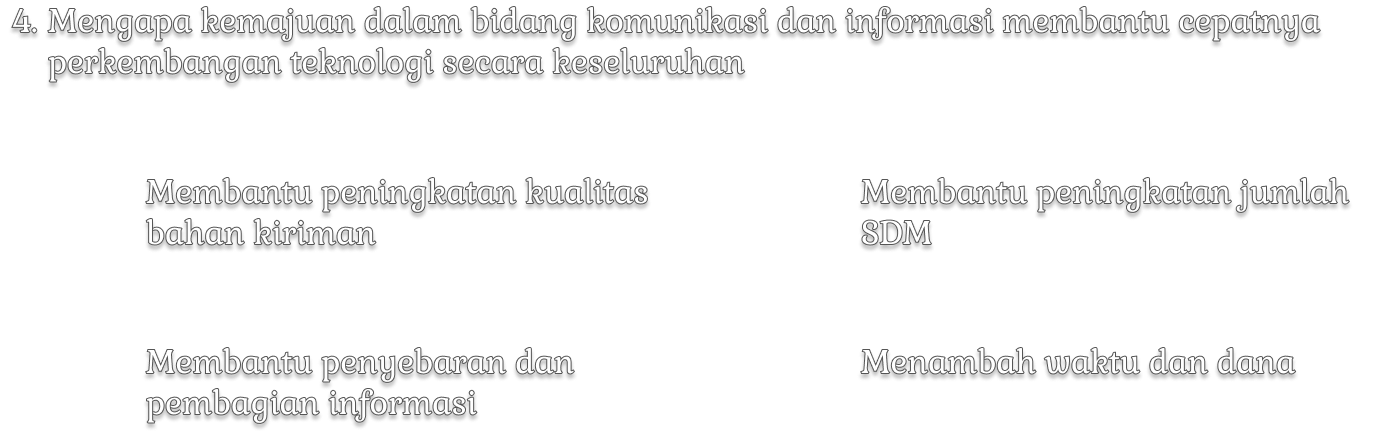 4. Mengapa kemajuan dalam bidang komunikasi dan informasi membantu cepatnya
perkembangan teknologi secara keseluruhan
Membantu peningkatan kualitas
bahan kiriman
Membantu peningkatan jumlah
SDM
Membantu penyebaran dan
pembagian informasi
Menambah waktu dan dana